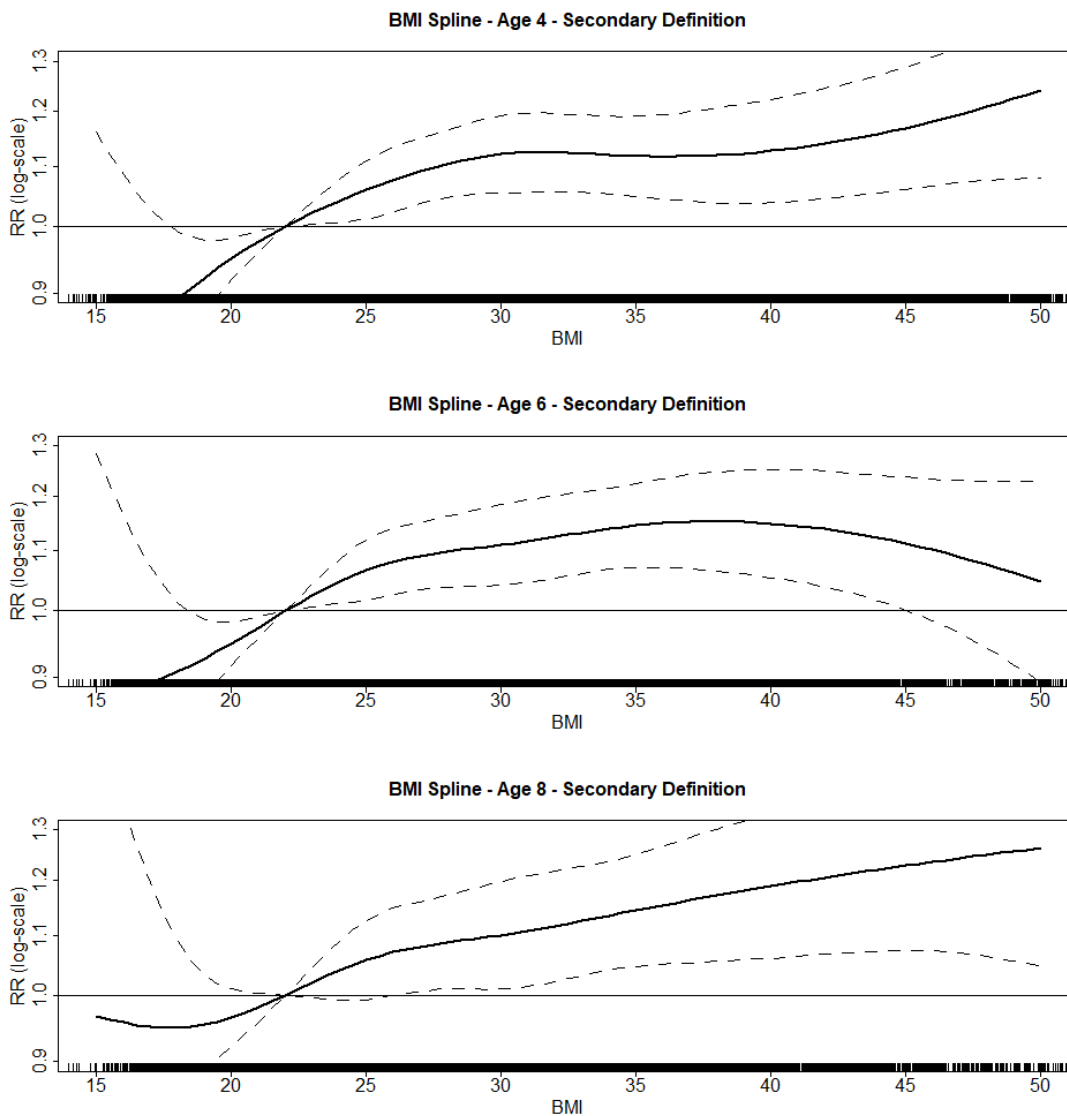 BMI Spline - Age 4 - Secondary Definition
RR (log-scale)
1.3
1.2
1.1
1.0
0.9
15 20 25 30 35 40 45 50
BMI
BMI Spline - Age 6 - Secondary Definition
RR (log-scale)
1.3
1.2
1.1
1.0
0.9
15 20 25 30 35 40 45 50
BMI
BMI Spline - Age 8 - Secondary Definition
RR (log-scale)
1.3
1.2
1.1
1.0
0.9
15 20 25 30 35 40 45 50
BMI